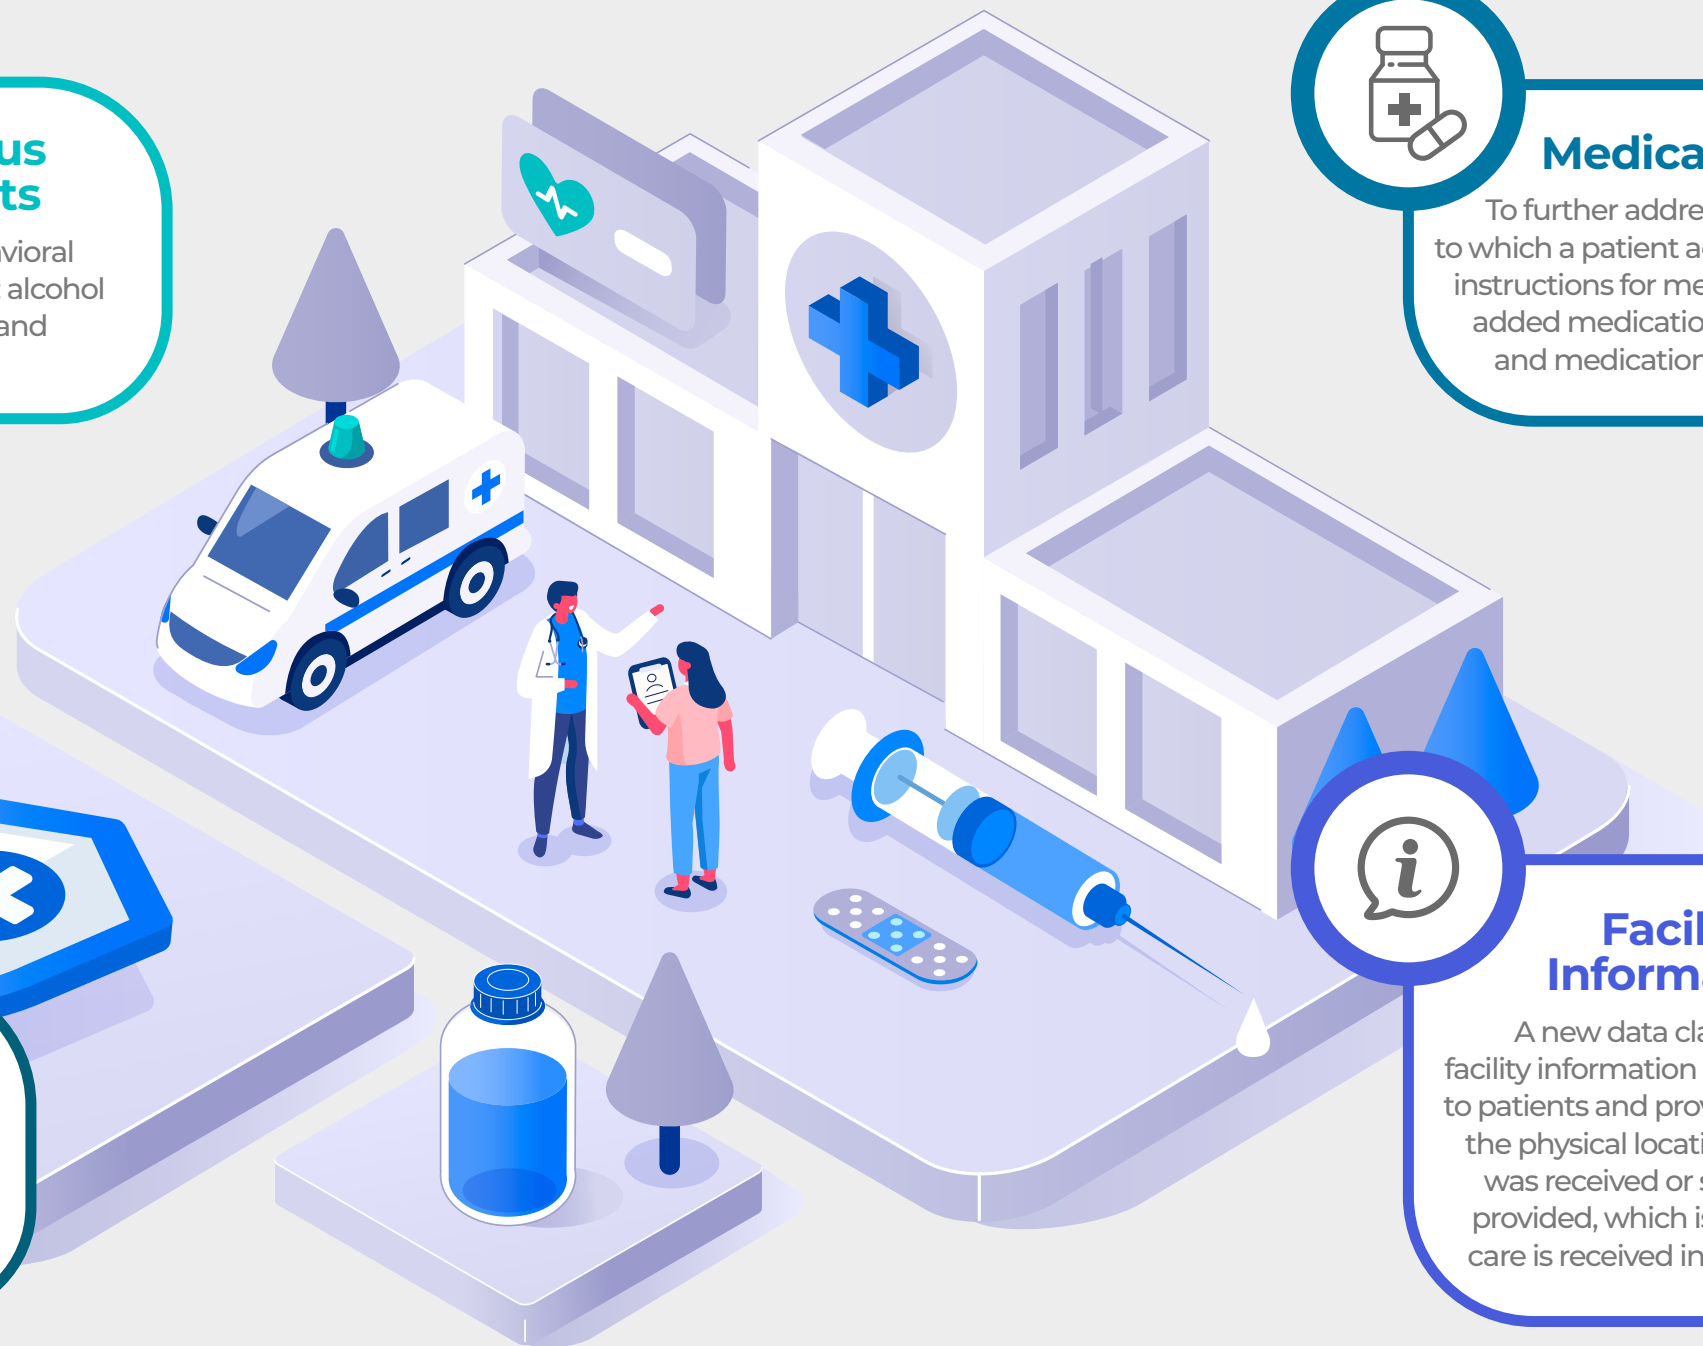 us
ts
vioral
alcohol
and
Medica
To further addre
to which a patient a
instructions for me
added medicatio
and medication
Facil
Inform
A new data cla
facility information
to patients and prov
the physical locati
was received or s
provided, which is
care is received in